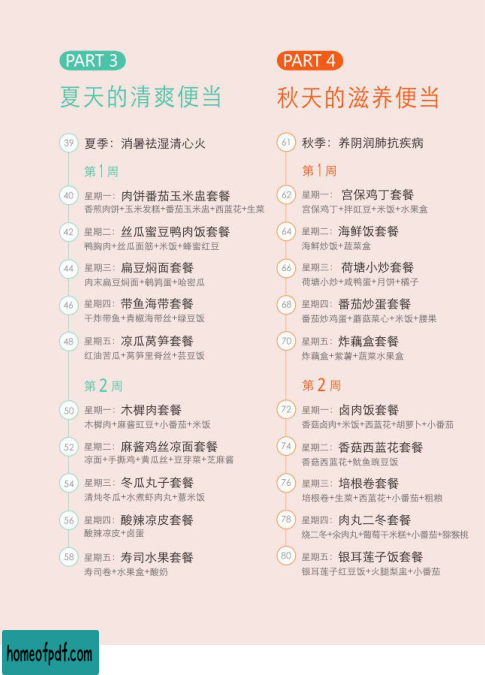 PART 3
夏天的清爽便当
39 夏季：消暑祛湿清心火
第1周
40 星期一：肉饼番茄玉米盅套餐
香煎肉饼+玉米发糕+番茄玉米盅+西蓝花+生菜
42 星期二：丝瓜蜜豆鸭肉饭套餐
鸭胸肉+丝瓜面筋+米饭+蜂蜜红豆
44 星期三：扁豆焖面套餐
肉末扁豆焖面+鹌鹑蛋+哈密瓜
46 星期四：带鱼海带套餐
干炸带鱼+青椒海带丝+绿豆饭
48 星期五：凉瓜莴笋套餐
红油苦瓜+莴笋里脊丝+芸豆饭
第2周
50 星期一：木樨肉套餐
木樨肉+麻酱豇豆+小番茄+米饭
52 星期二：麻酱鸡丝凉面套餐
凉面+手撕鸡+黄瓜丝+豆芽菜+芝麻酱
54 星期三：冬瓜丸子套餐
清炖冬瓜+水煮虾肉丸+薏米饭
56 星期四：酸辣凉皮套餐
酸辣凉皮+卤蛋
58 星期五：寿司水果套餐
寿司卷+水果盒+酸奶
PART 4
秋天的滋养便当
61 秋季：养阴润肺抗疾病
第1周
62 星期一：宫保鸡丁套餐
宫保鸡丁+拌豇豆+米饭+水果盒
64 星期二：海鲜饭套餐
海鲜炒饭+蔬菜盒
66 星期三：荷塘小炒套餐
荷塘小炒+咸鸭蛋+月饼+橘子
68 星期四：番茄炒蛋套餐
番茄炒鸡蛋+蘑菇菜心+米饭+腰果
70 星期五：炸藕盒套餐
炸藕盒+紫薯+蔬菜水果盒
第2周
72 星期一：卤肉饭套餐
香菇卤肉+米饭+西蓝花+胡萝卜+小番茄
74 星期二：香菇西蓝花套餐
香菇西蓝花+鱿鱼豌豆饭
76 星期三：培根卷套餐
培根卷+生菜+西蓝花+小番茄+粗粮
78 星期四：肉丸二冬套餐
烧二冬+汆肉丸+葡萄干米糕+小番茄+猕猴桃
80 星期五：银耳莲子饭套餐
银耳莲子红豆饭+火腿梨盅+小番茄
homeofpdf.com